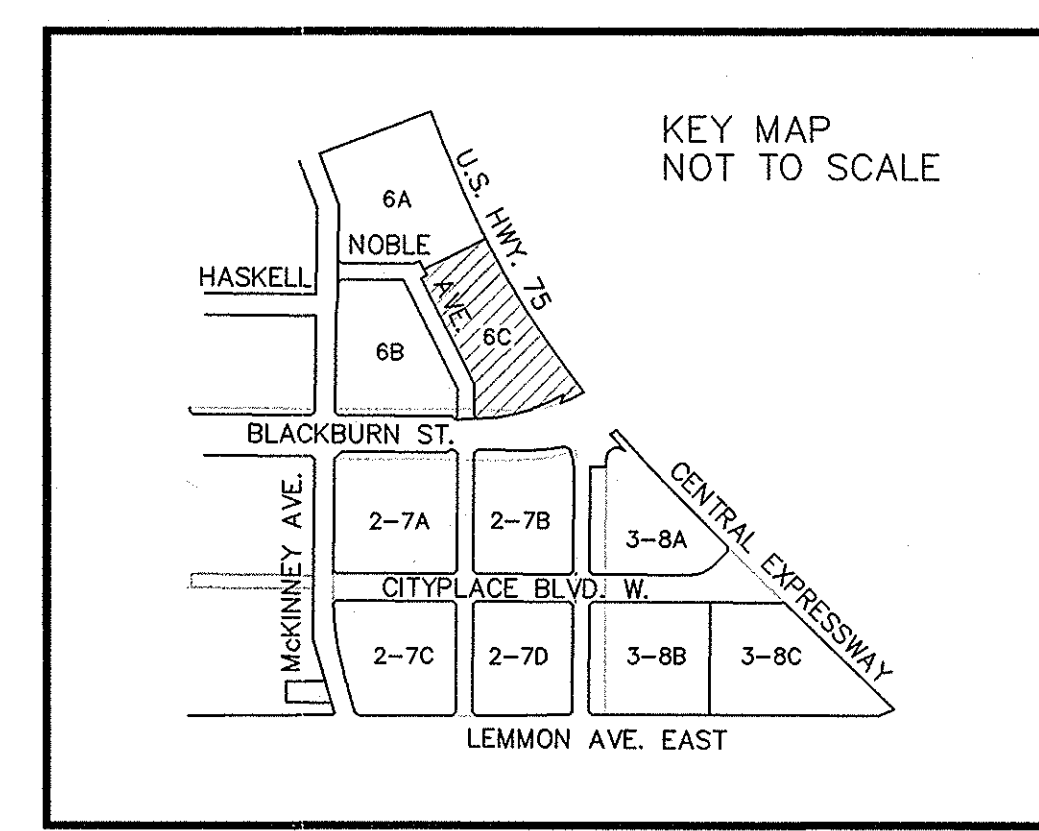 KEY MAP
NOT TO SCALE
U.S. HWY. 75
6A
NOBLE
AVE.
HASKELL
6C
6B
BLACKBURN ST.
McKINNEY AVE.
2-7A
2-7B
3-8A
CENTRAL EXPRESSWAY
CITYPLACE BLVD. W.
2-7C
2-7D
3-8B
3-8C
LEMMON AVE. EAST